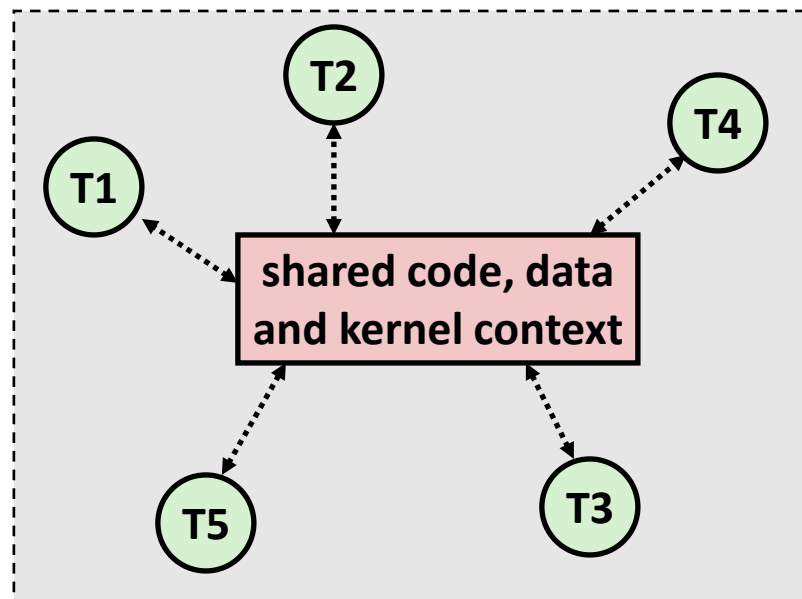 T2
T4
T1
shared code, data
and kernel context
T5
T3